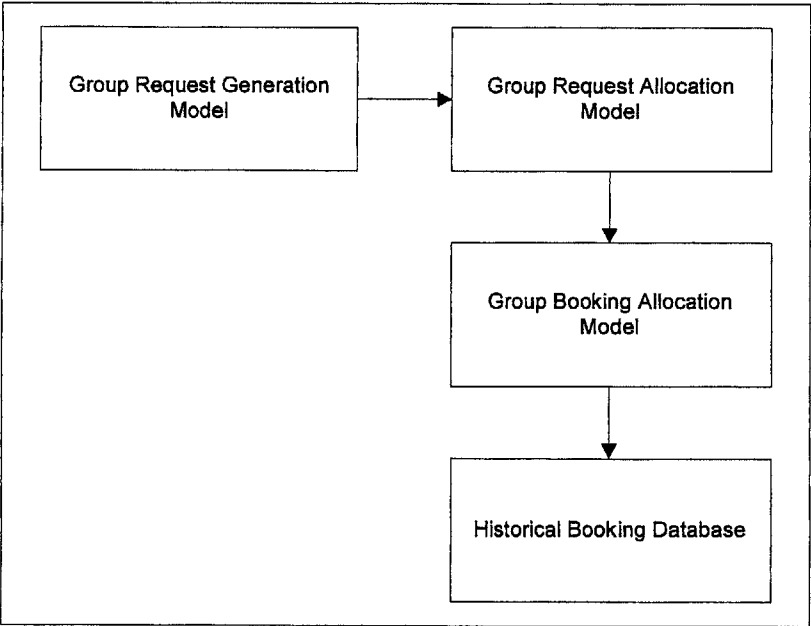 Group Request Generation
Model
Group Request Allocation
Model
Group Booking Allocation
Model
Historical Booking Database